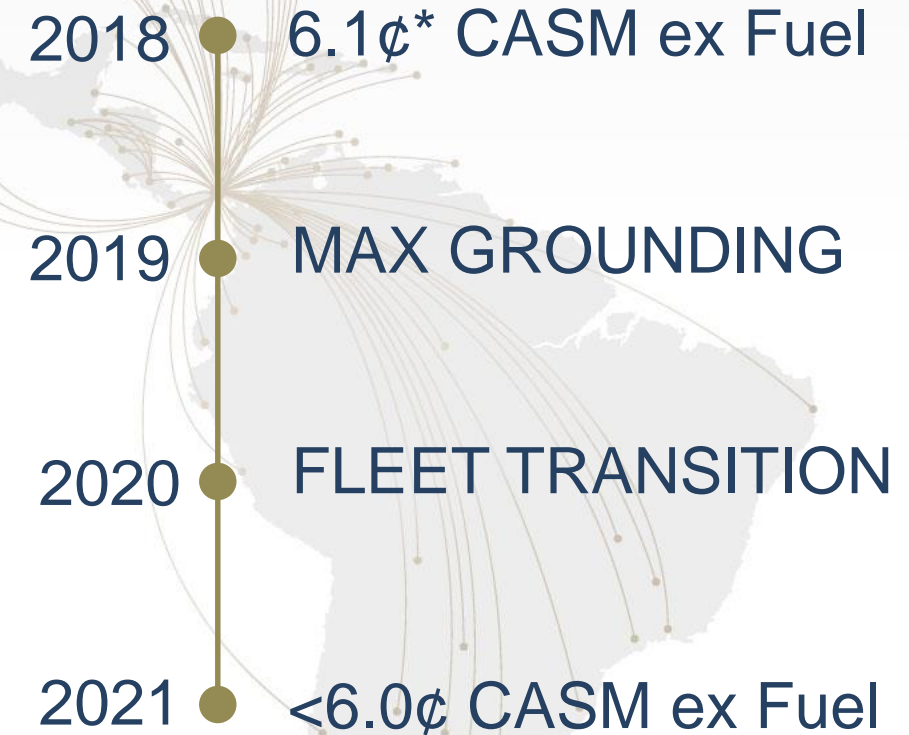 2018 6.1¢* CASM ex Fuel
2019 MAX GROUNDING
2020 FLEET TRANSITION
2021 <6.0¢ CASM ex Fuel